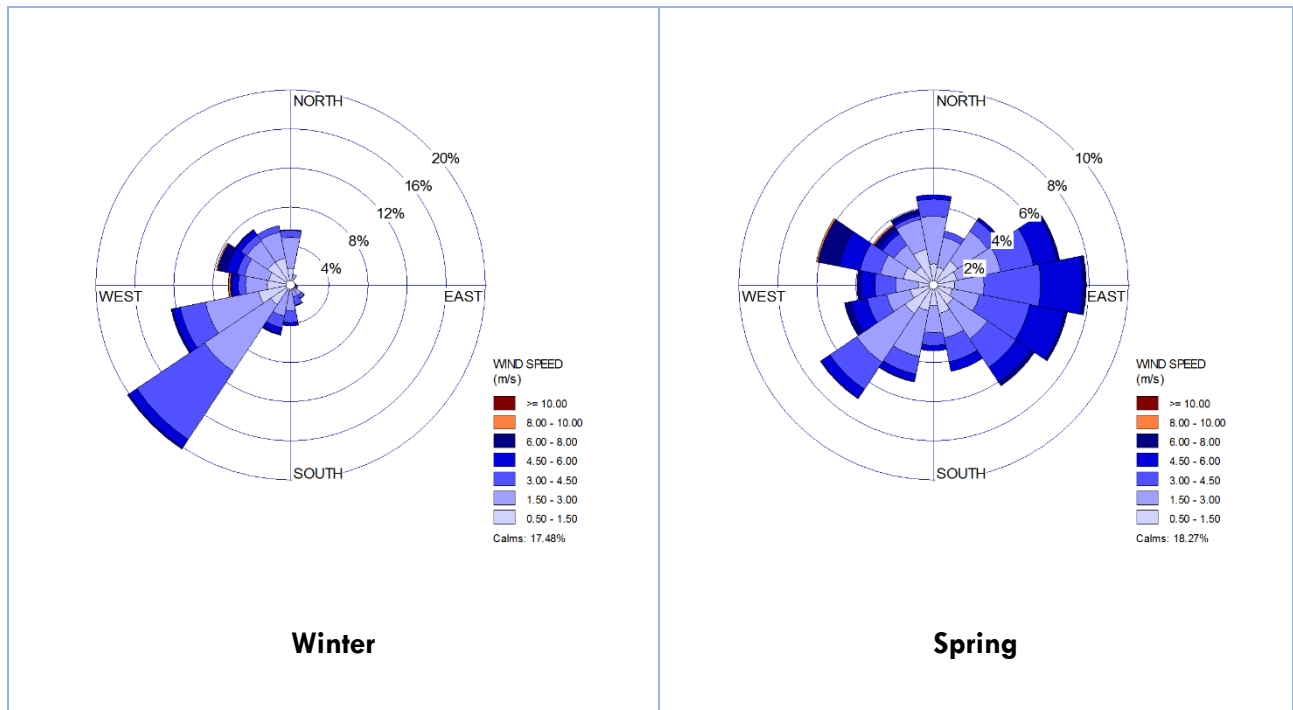 NORTH
20%
16%
12%
8%
4%
WEST
EAST
SOUTH
WIND SPEED
(m/s)
>= 10.00
8.00 - 10.00
6.00 - 8.00
4.50 - 6.00
3.00 - 4.50
1.50 - 3.00
0.50 - 1.50
Calms: 17.48%
Winter
NORTH
10%
8%
6%
4%
2%
WEST
EAST
SOUTH
WIND SPEED
(m/s)
>= 10.00
8.00 - 10.00
6.00 - 8.00
4.50 - 6.00
3.00 - 4.50
1.50 - 3.00
0.50 - 1.50
Calms: 18.27%
Spring